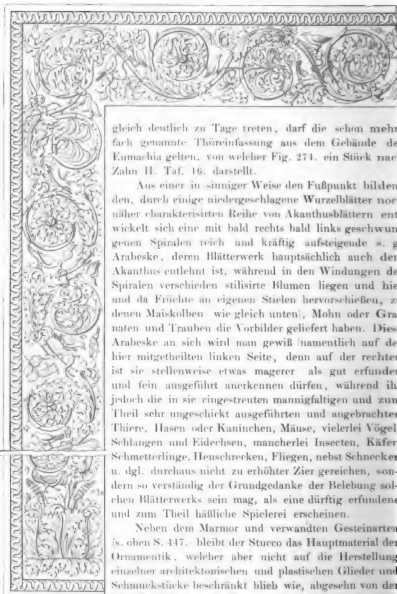 gleich deutlich zu Tage treten, darf die schon mehr
fach genannte Thüreinfassung aus dem Gebäude de
Eumachia gelten, von welcher Fig. 274. ein Stück nac
Zahn II. Taf. 16. darstellt.
Aus einer in sinniger Weise den Fußpunkt bilden
den, durch einige niedergeschlagene Wurzelblätter noc
näher charakterisirten Reihe von Akanthusblättern ent
wickelt sich eine mit bald rechts bald links geschwun
genen Spiralen reich und kräftig aufsteigende s. g
Arabeske, deren Blätterwerk hauptsächlich auch der
Akanthus entlehnt ist, während in den Windungen de
Spiralen verschieden stilisirte Blumen liegen und hie
und da Früchte an eigenen Stielen hervorschießen, z
denen Maiskolben wie gleich unten), Mohn oder Gra
naten und Trauben die Vorbilder geliefert haben. Dies
Arabeske an sich wird man gewiß (namentlich auf de
hier mitgetheilten linken Seite, denn auf der rechten
ist sie stellenweise etwas magerer als gut erfunden
und fein ausgeführt anerkennen dürfen, während ih
jedoch die in sie eingestreuten mannigfaltigen und zum
Theil sehr ungeschickt ausgeführten und angebrachten
Thiere, Hasen oder Kaninchen, Mäuse, vielerlei Vögel
Schlangen und Eidechsen, mancherlei Insecten, Käfer
Schmetterlinge, Heuschrecken, Fliegen, nebst Schnecken
u. dgl. durchaus nicht zu erhöhter Zier gereichen, son-
dern so verständig der Grundgedanke der Belebung sol-
chen Blätterwerks sein mag, als eine dürftig erfundene
und zum Theil häßliche Spielerei erscheinen.
Neben dem Marmor und verwandten Gesteinarten
(s. oben S. 447. bleibt der Stucco das Hauptmaterial der
Ornamentik, welcher aber nicht auf die Herstellung
einzelner architektonischen und plastischen Glieder und
Schmuckstücke beschränkt blieb wie, abgesehn von der